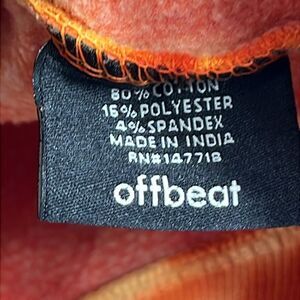 80% COTTON
16% POLYESTER
4% SPANDEX
MADE IN INDIA
RN#147718
offbeat